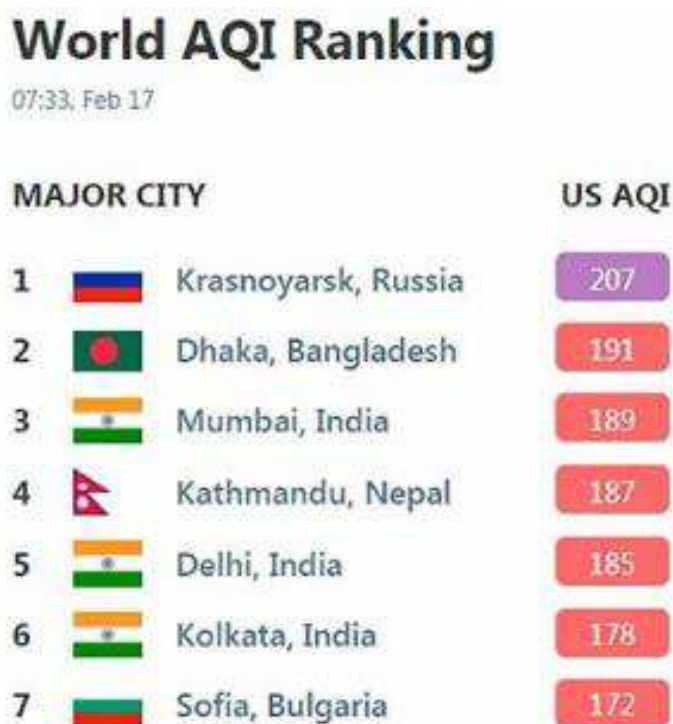 World AQI Ranking
07:33, Feb 17
MAJOR CITY US AQI
1 Krasnoyarsk, Russia 207
2 Dhaka, Bangladesh 191
3 Mumbai, India 189
4 Kathmandu, Nepal 187
5 Delhi, India 185
6 Kolkata, India 178
7 Sofia, Bulgaria 172